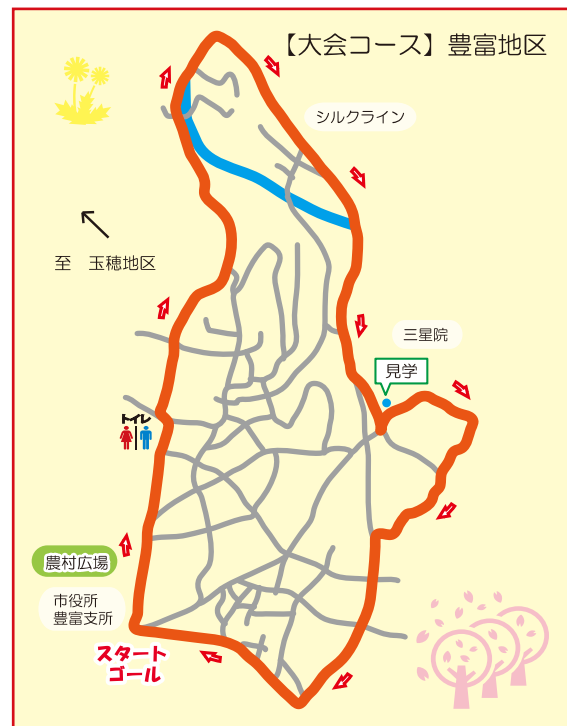 【大会コース】豊富地区
シルクライン
至　玉穂地区
三星院
見学
トイレ
農村広場
市役所
豊富支所
スタート
ゴール